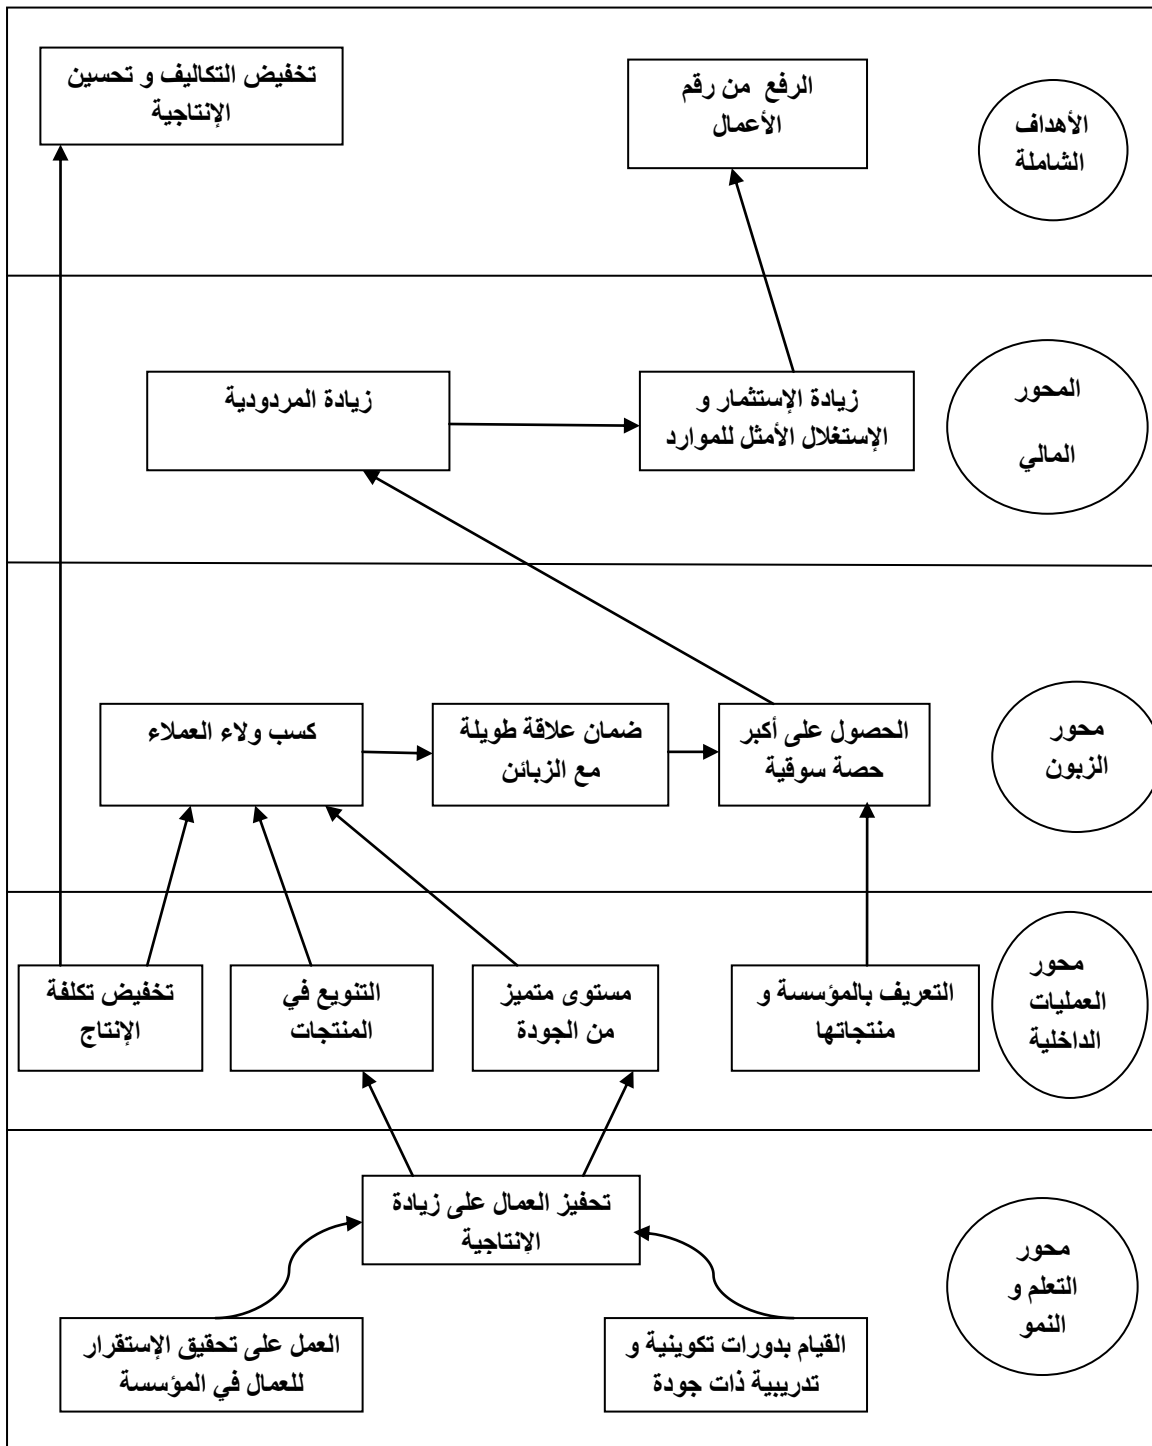 الأهداف
الشاملة
الرفع من رقم
الأعمال
تخفيض التكاليف و تحسين
الإنتاجية
المحور
المالي
زيادة الإستثمار و
الإستغلال الأمثل للموارد
زيادة المردودية
محور
الزبون
الحصول على أكبر
حصة سوقية
ضمان علاقة طويلة
مع الزبائن
كسب ولاء العملاء
محور
العمليات
الداخلية
التعريف بالمؤسسة و
منتجاتها
مستوى متميز
من الجودة
التنويع في
المنتجات
تخفيض تكلفة
الإنتاج
محور
التعلم و
النمو
تحفيز العمال على زيادة
الإنتاجية
القيام بدورات تكوينية و
تدريبية ذات جودة
العمل على تحقيق الإستقرار
للعمال في المؤسسة